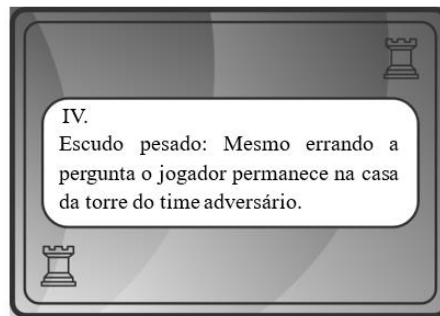 IV.
Escudo pesado: Mesmo errando a
pergunta o jogador permanece na casa
da torre do time adversário.